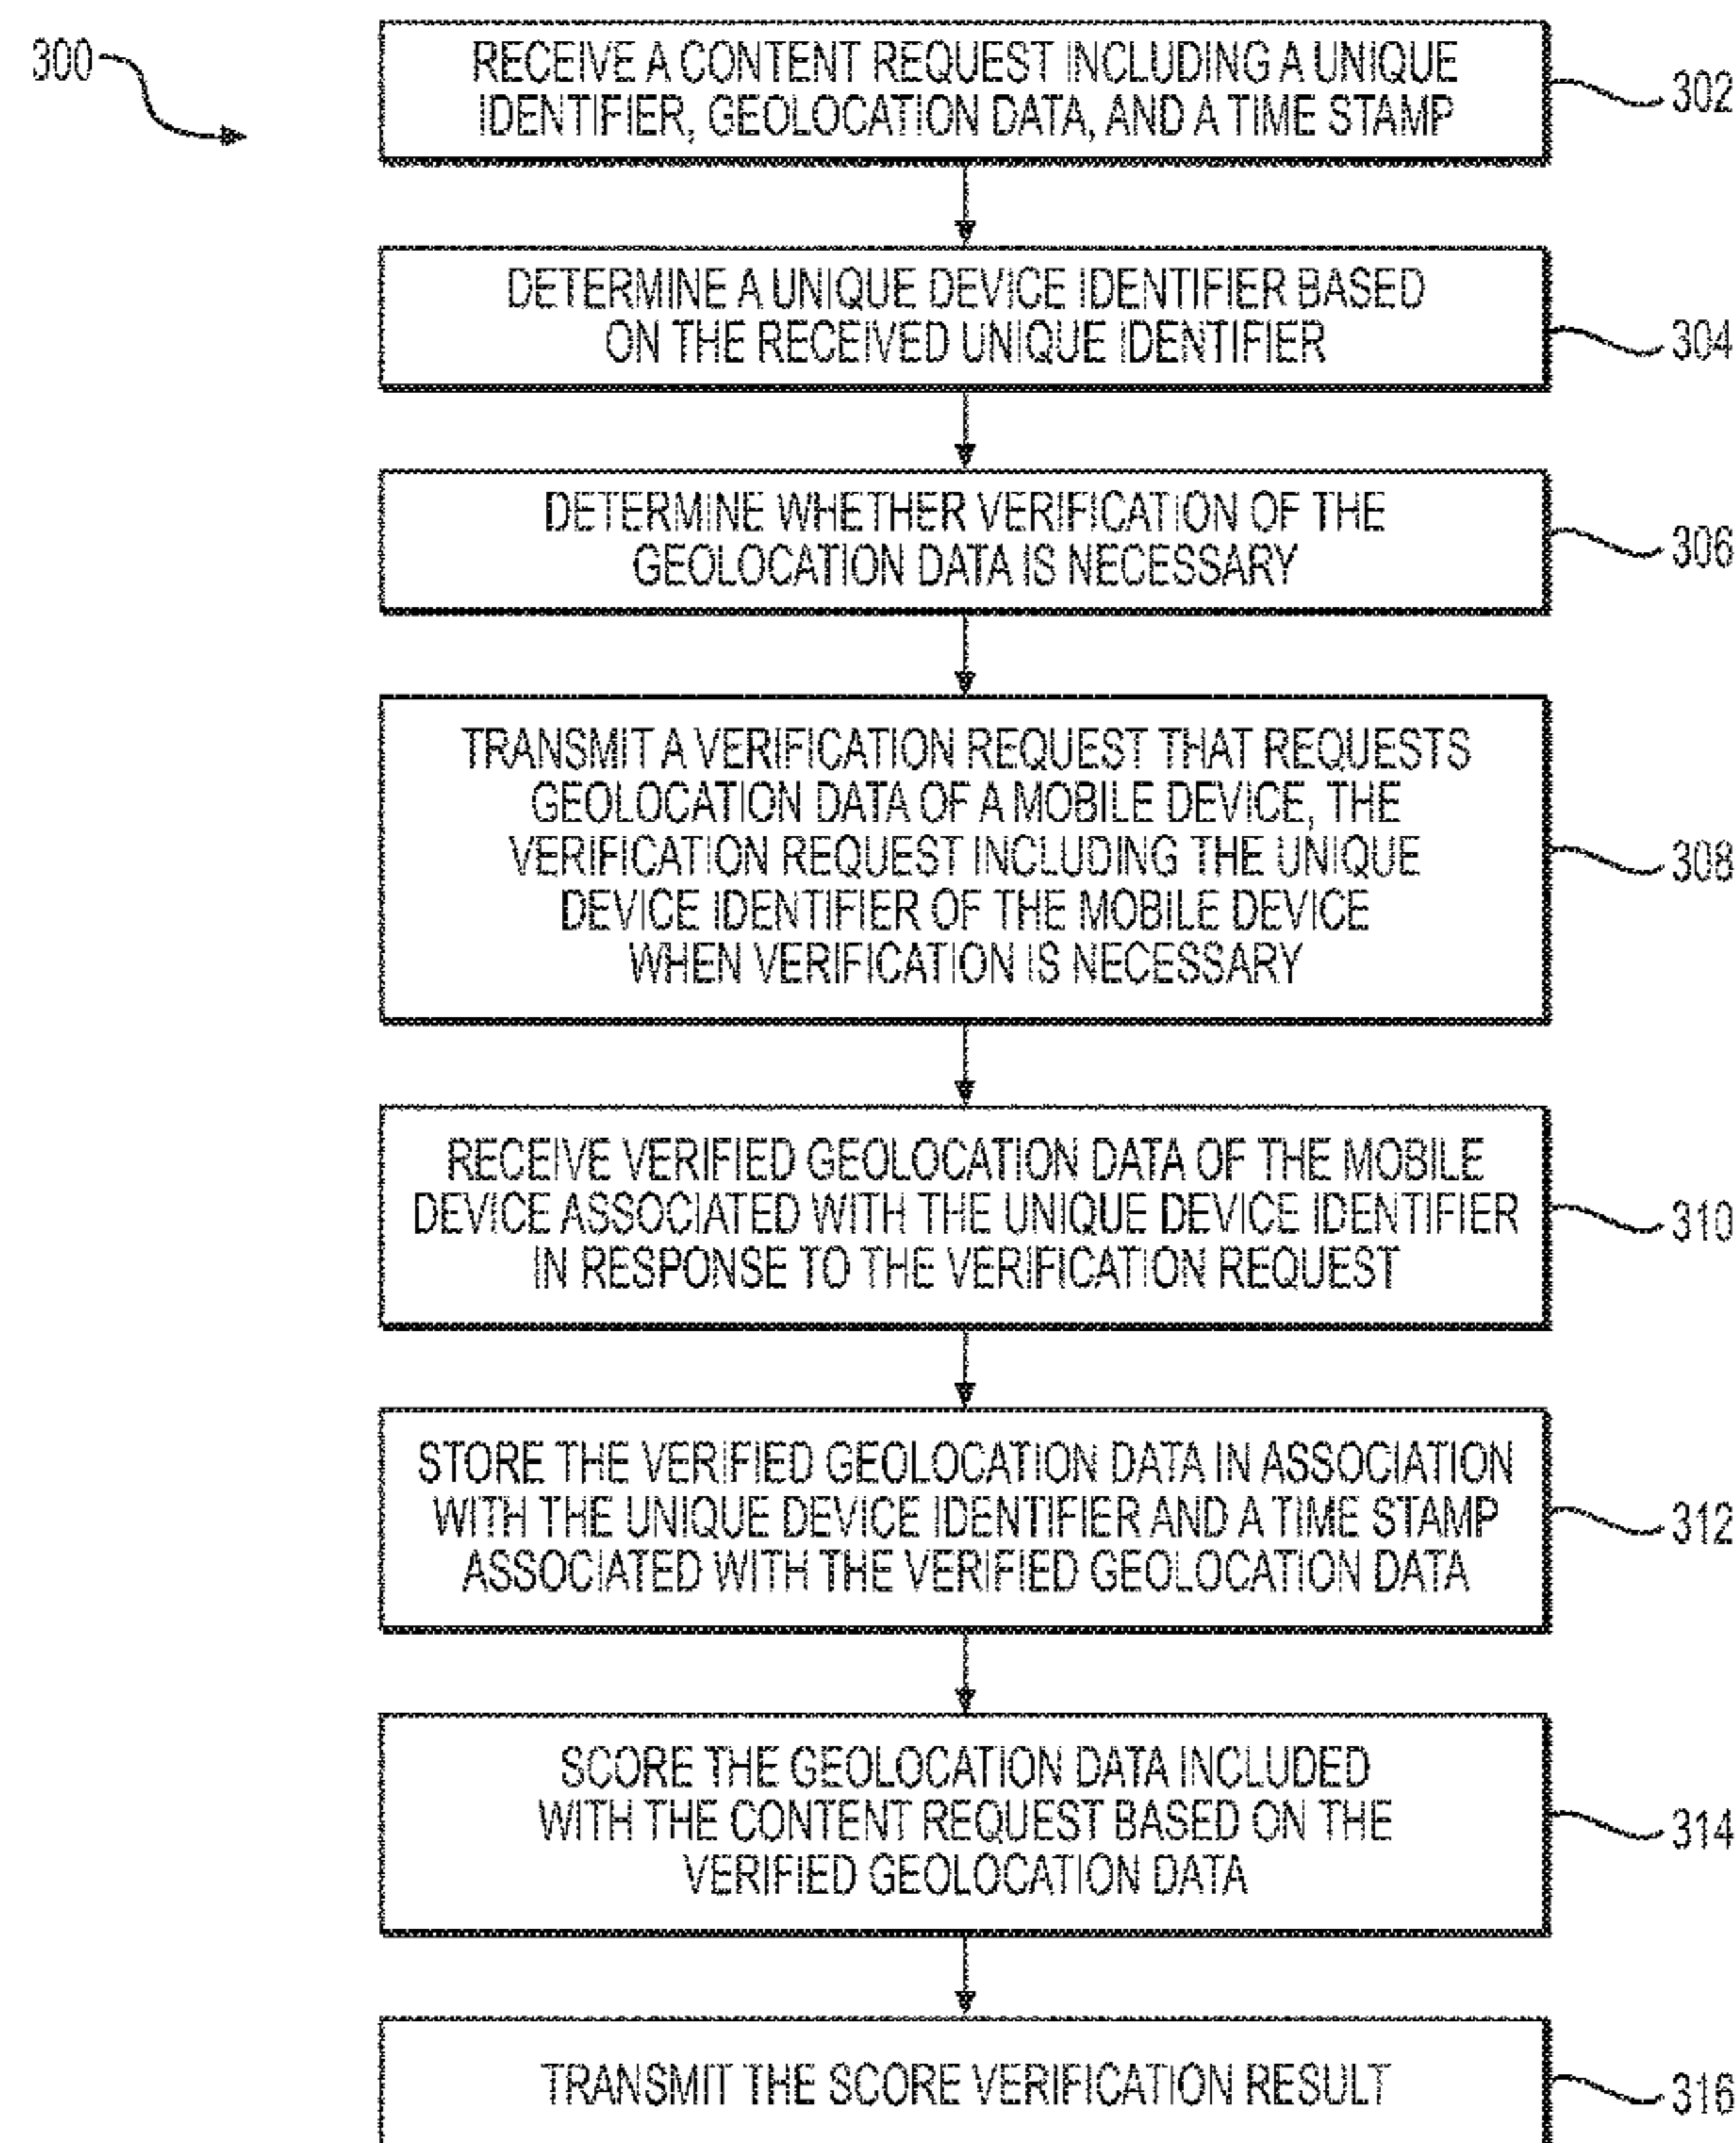 300
RECEIVE A CONTENT REQUEST INCLUDING A UNIQUE
IDENTIFIER, GEOLOCATION DATA, AND A TIME STAMP
302
DETERMINE A UNIQUE DEVICE IDENTIFIER BASED
ON THE RECEIVED UNIQUE IDENTIFIER
304
DETERMINE WHETHER VERIFICATION OF THE
GEOLOCATION DATA IS NECESSARY
306
TRANSMIT A VERIFICATION REQUEST THAT REQUESTS
GEOLOCATION DATA OF A MOBILE DEVICE, THE
VERIFICATION REQUEST INCLUDING THE UNIQUE
DEVICE IDENTIFIER OF THE MOBILE DEVICE
WHEN VERIFICATION IS NECESSARY
308
RECEIVE VERIFIED GEOLOCATION DATA OF THE MOBILE
DEVICE ASSOCIATED WITH THE UNIQUE DEVICE IDENTIFIER
IN RESPONSE TO THE VERIFICATION REQUEST
310
STORE THE VERIFIED GEOLOCATION DATA IN ASSOCIATION
WITH THE UNIQUE DEVICE IDENTIFIER AND A TIME STAMP
ASSOCIATED WITH THE VERIFIED GEOLOCATION DATA
312
SCORE THE GEOLOCATION DATA INCLUDED
WITH THE CONTENT REQUEST BASED ON THE
VERIFIED GEOLOCATION DATA
314
TRANSMIT THE SCORE VERIFICATION RESULT
316